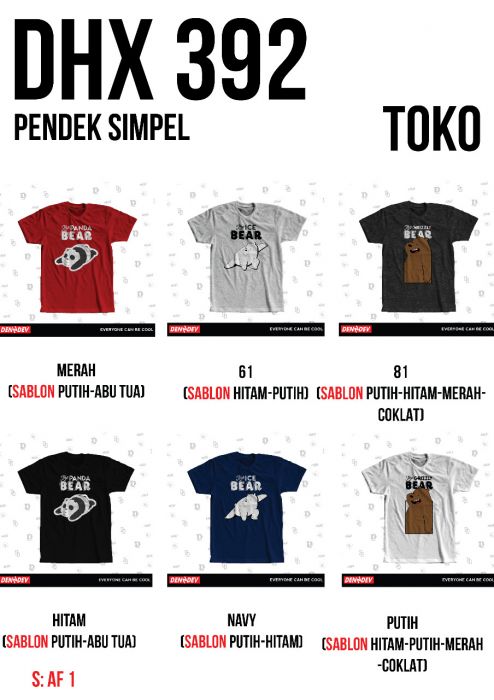 DHX 392
PENDEK SIMPEL
TOKO
The PANDA
BEAR
The ICE
BEAR
The GRIZZLY
BEAR
DENDEV
EVERYONE CAN BE COOL
DENDEV
EVERYONE CAN BE COOL
DENDEV
EVERYONE CAN BE COOL
MERAH
(SABLON PUTIH-ABU TUA)
61
(SABLON HITAM-PUTIH)
81
(SABLON PUTIH-HITAM-MERAH-
COKLAT)
The PANDA
BEAR
The ICE
BEAR
The GRIZZLY
BEAR
DENDEV
EVERYONE CAN BE COOL
DENDEV
EVERYONE CAN BE COOL
DENDEV
EVERYONE CAN BE COOL
HITAM
(SABLON PUTIH-ABU TUA)
NAVY
(SABLON PUTIH-HITAM)
PUTIH
(SABLON HITAM-PUTIH-MERAH
-COKLAT)
S: AF 1